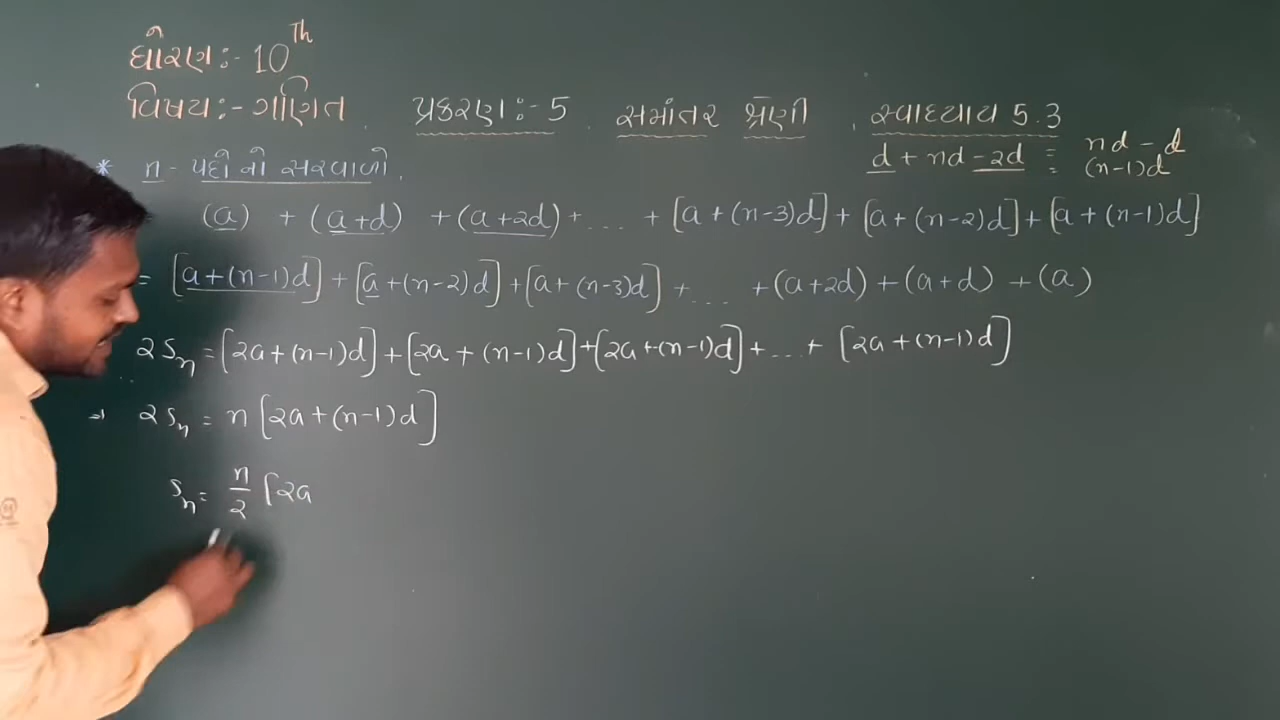 ધોરણ:- 10Th
વિષય:- ગણિત પ્રકરણ:- 5 સમાંતર શ્રેણી સ્વાધ્યાય 5.3
d + nd - 2d = nd - d
= (n-1)d
* n - પદો નો સરવાળો.
= (a) + (a+d) + (a+2d) + ... + [a+(n-3)d] + [a+(n-2)d] + [a+(n-1)d]
= [a+(n-1)d] + [a+(n-2)d] + [a+(n-3)d] + ... + (a+2d) + (a+d) + (a)
2Sn = [2a+(n-1)d] + [2a+(n-1)d] + [2a+(n-1)d] + ... + [2a+(n-1)d]
⇒ 2Sn = n[2a+(n-1)d]
Sn = n/2 [2a